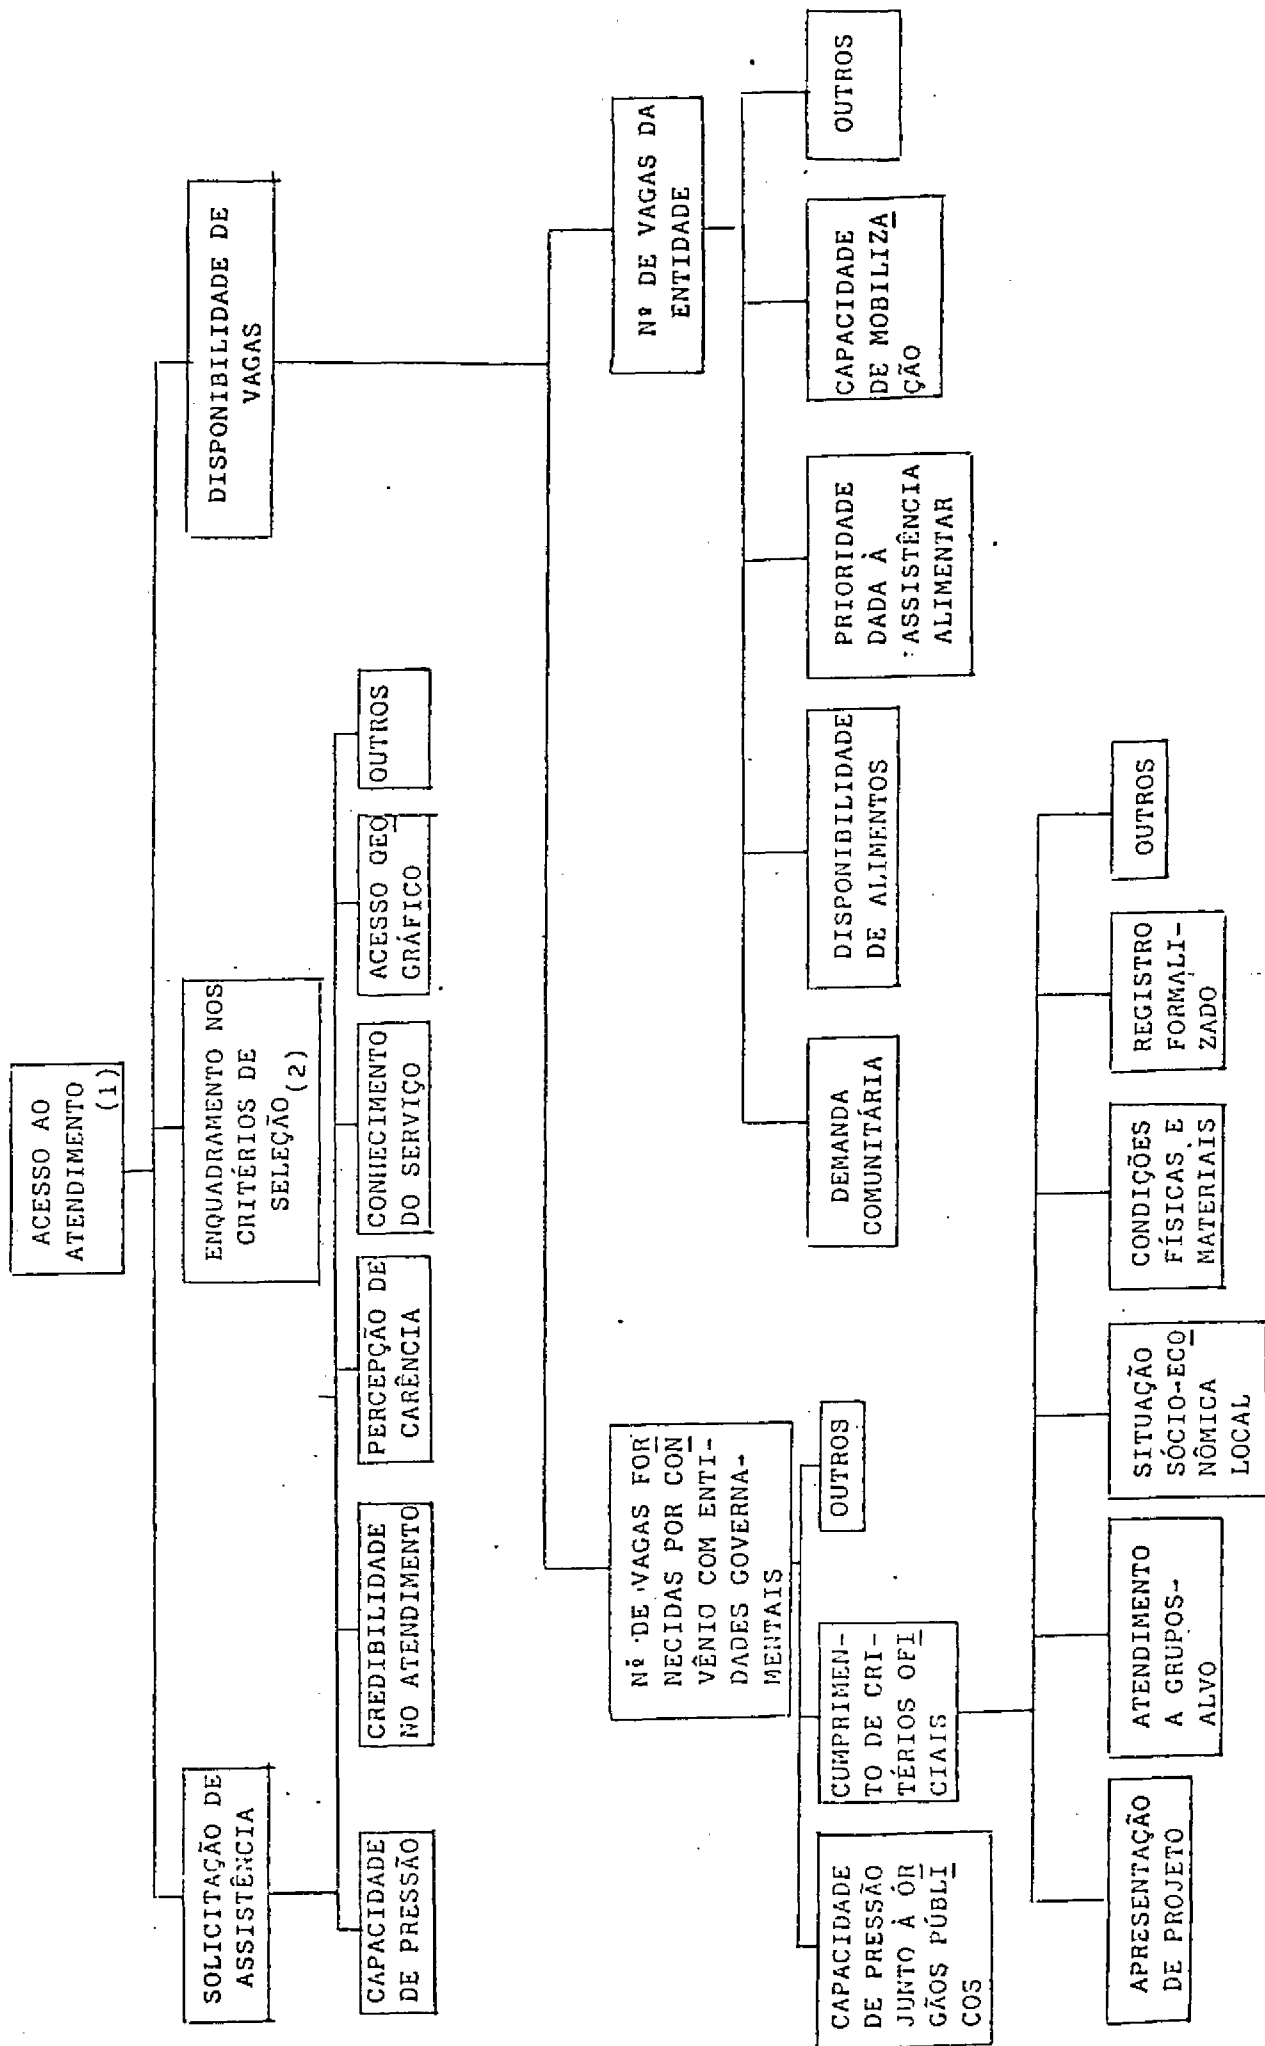 ACESSO AO
ATENDIMENTO
(1)
SOLICITAÇÃO DE
ASSISTÊNCIA
ENQUADRAMENTO NOS
CRITÉRIOS DE
SELEÇÃO(2)
DISPONIBILIDADE DE
VAGAS
CAPACIDADE
DE PRESSÃO
CREDIBILIDADE
NO ATENDIMENTO
PERCEPÇÃO DE
CARÊNCIA
CONHECIMENTO
DO SERVIÇO
ACESSO GEO
GRÁFICO
OUTROS
Nº DE VAGAS FOR
NECIDAS POR CON
VÊNIO COM ENTI-
DADES GOVERNA-
MENTAIS
Nº DE VAGAS DA
ENTIDADE
CAPACIDADE
DE PRESSÃO
JUNTO À ÓR
GÃOS PÚBLI
COS
CUMPRIMEN-
TO DE CRI-
TÉRIOS OFI
CIAIS
OUTROS
DEMANDA
COMUNITÁRIA
DISPONIBILIDADE
DE ALIMENTOS
PRIORIDADE
DADA À
ASSISTÊNCIA
ALIMENTAR
CAPACIDADE
DE MOBILIZA
ÇÃO
OUTROS
APRESENTAÇÃO
DE PROJETO
ATENDIMENTO
A GRUPOS-
ALVO
SITUAÇÃO
SÓCIO-ECO
NÔMICA
LOCAL
CONDIÇÕES
FÍSICAS E
MATERIAIS
REGISTRO
FORMALI-
ZADO
OUTROS